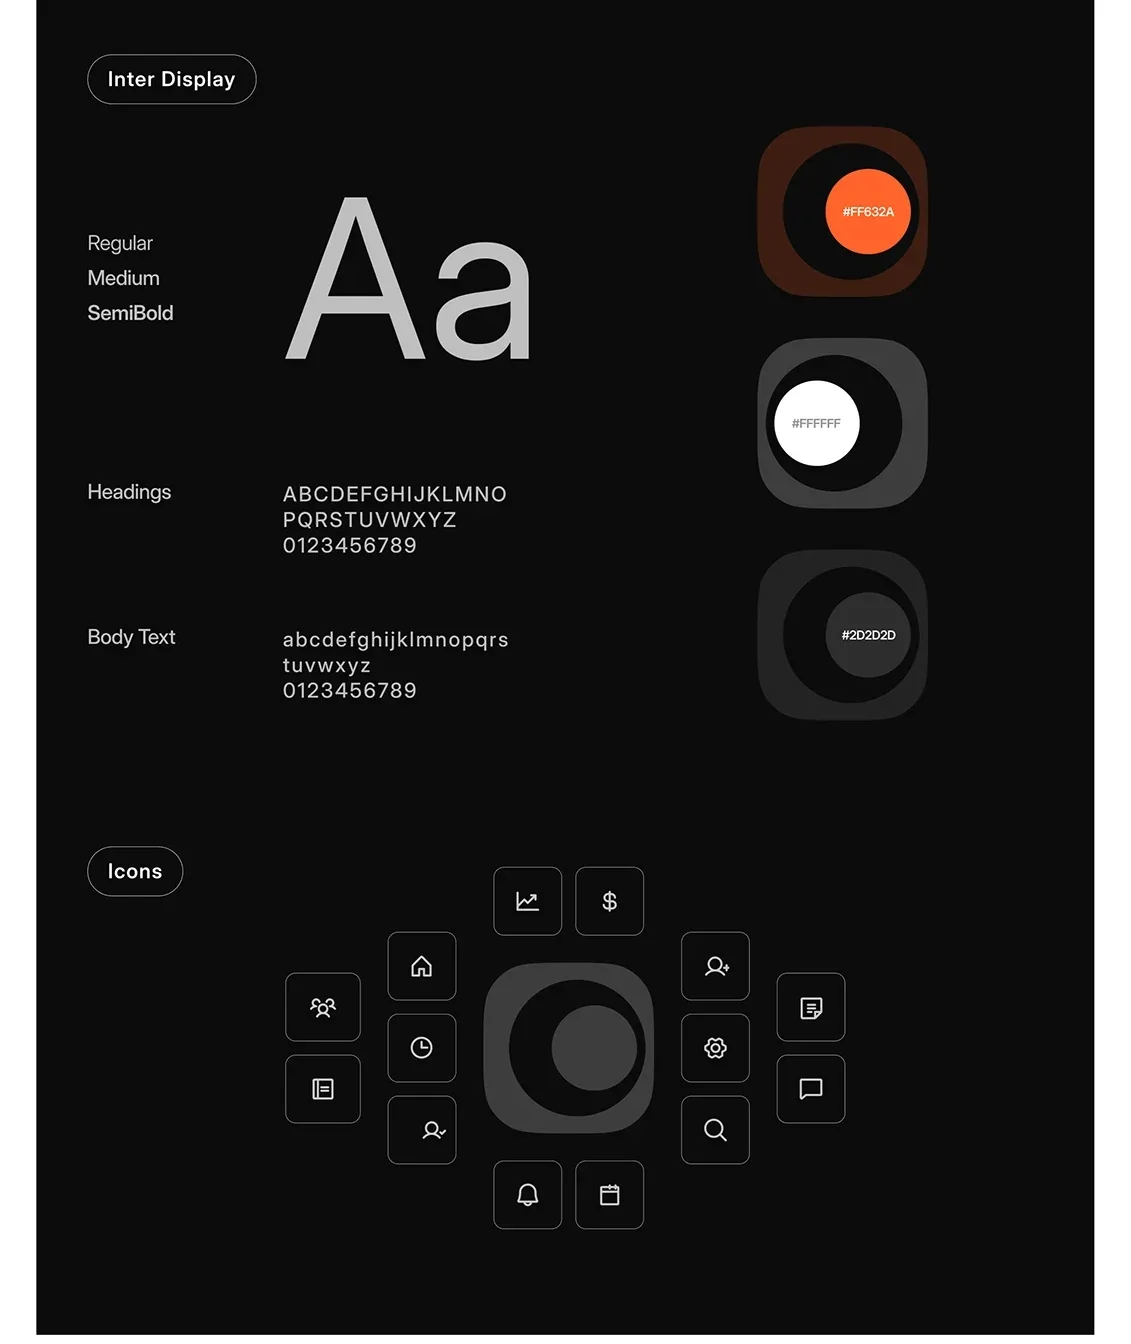 Inter Display
Regular
Medium
SemiBold
Aa
#FF632A
#FFFFFF
#2D2D2D
Headings
ABCDEFGHIJKLMNO
PQRSTUVWXYZ
0123456789
Body Text
abcdefghijklmnopqrs
tuvwxyz
0123456789
Icons
$